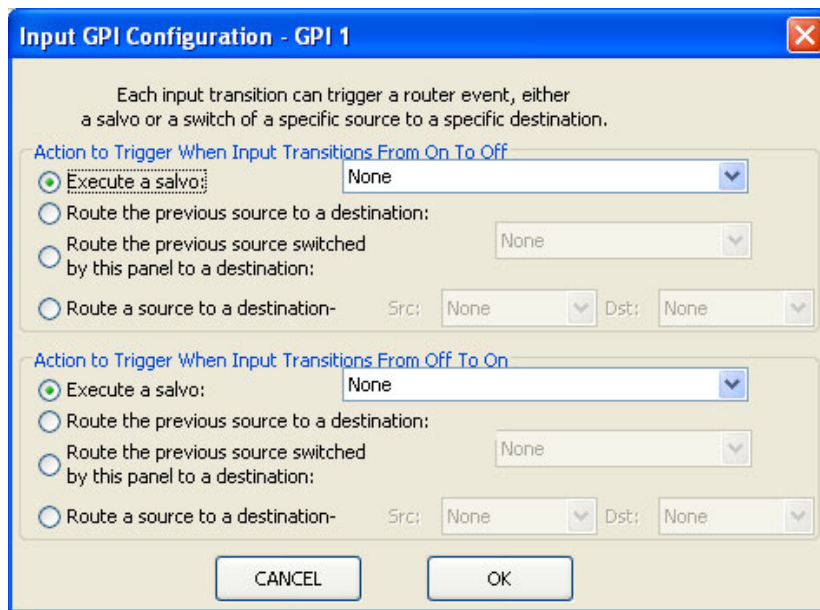 Input GPI Configuration - GPI 1
Each input transition can trigger a router event, either
a salvo or a switch of a specific source to a specific destination.
Action to Trigger When Input Transitions From On To Off
Execute a salvo: None
Route the previous source to a destination:
Route the previous source switched
by this panel to a destination:
None
Route a source to a destination- Src: None Dst: None
Action to Trigger When Input Transitions From Off To On
Execute a salvo: None
Route the previous source to a destination:
Route the previous source switched
by this panel to a destination:
None
Route a source to a destination- Src: None Dst: None
CANCEL OK